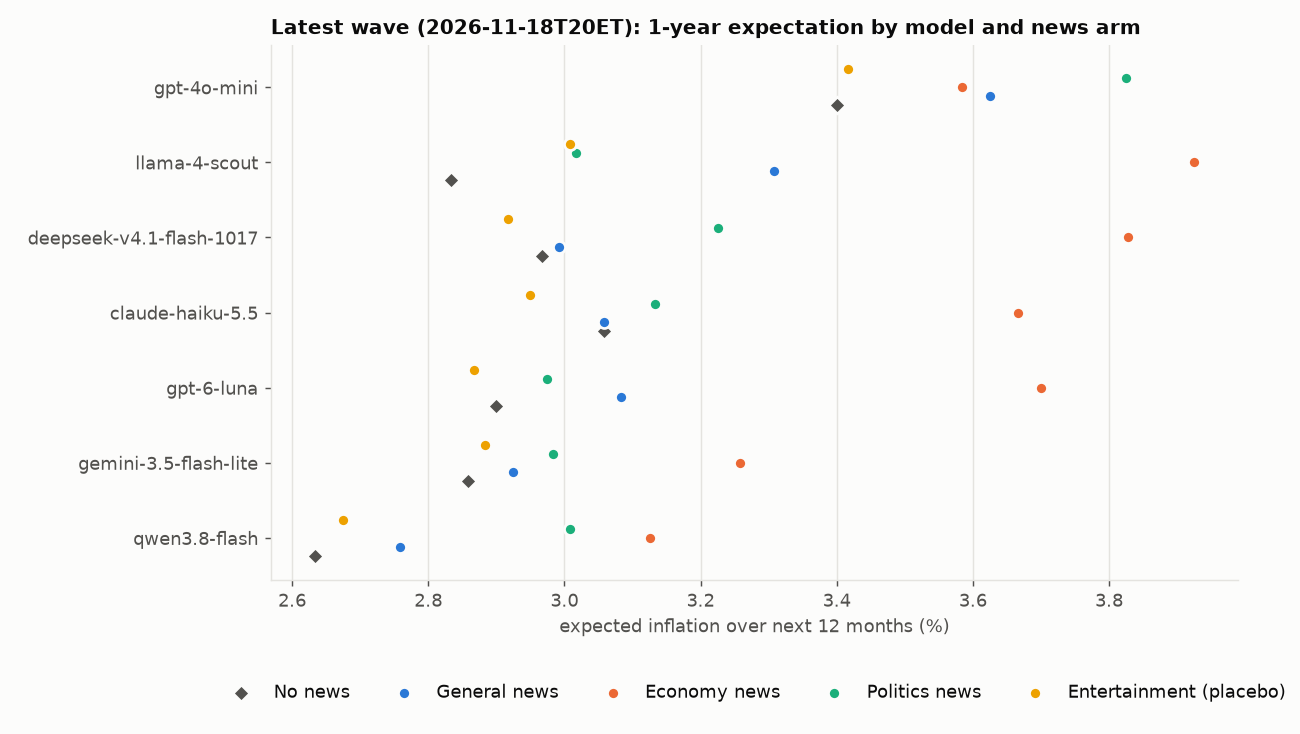 Latest wave (2026-11-18T20ET): 1-year expectation by model and news arm
gpt-4o-mini
llama-4-scout
deepseek-v4.1-flash-1017
claude-haiku-5.5
gpt-6-luna
gemini-3.5-flash-lite
qwen3.8-flash
2.6 2.8 3.0 3.2 3.4 3.6 3.8
expected inflation over next 12 months (%)
No news General news Economy news Politics news Entertainment (placebo)